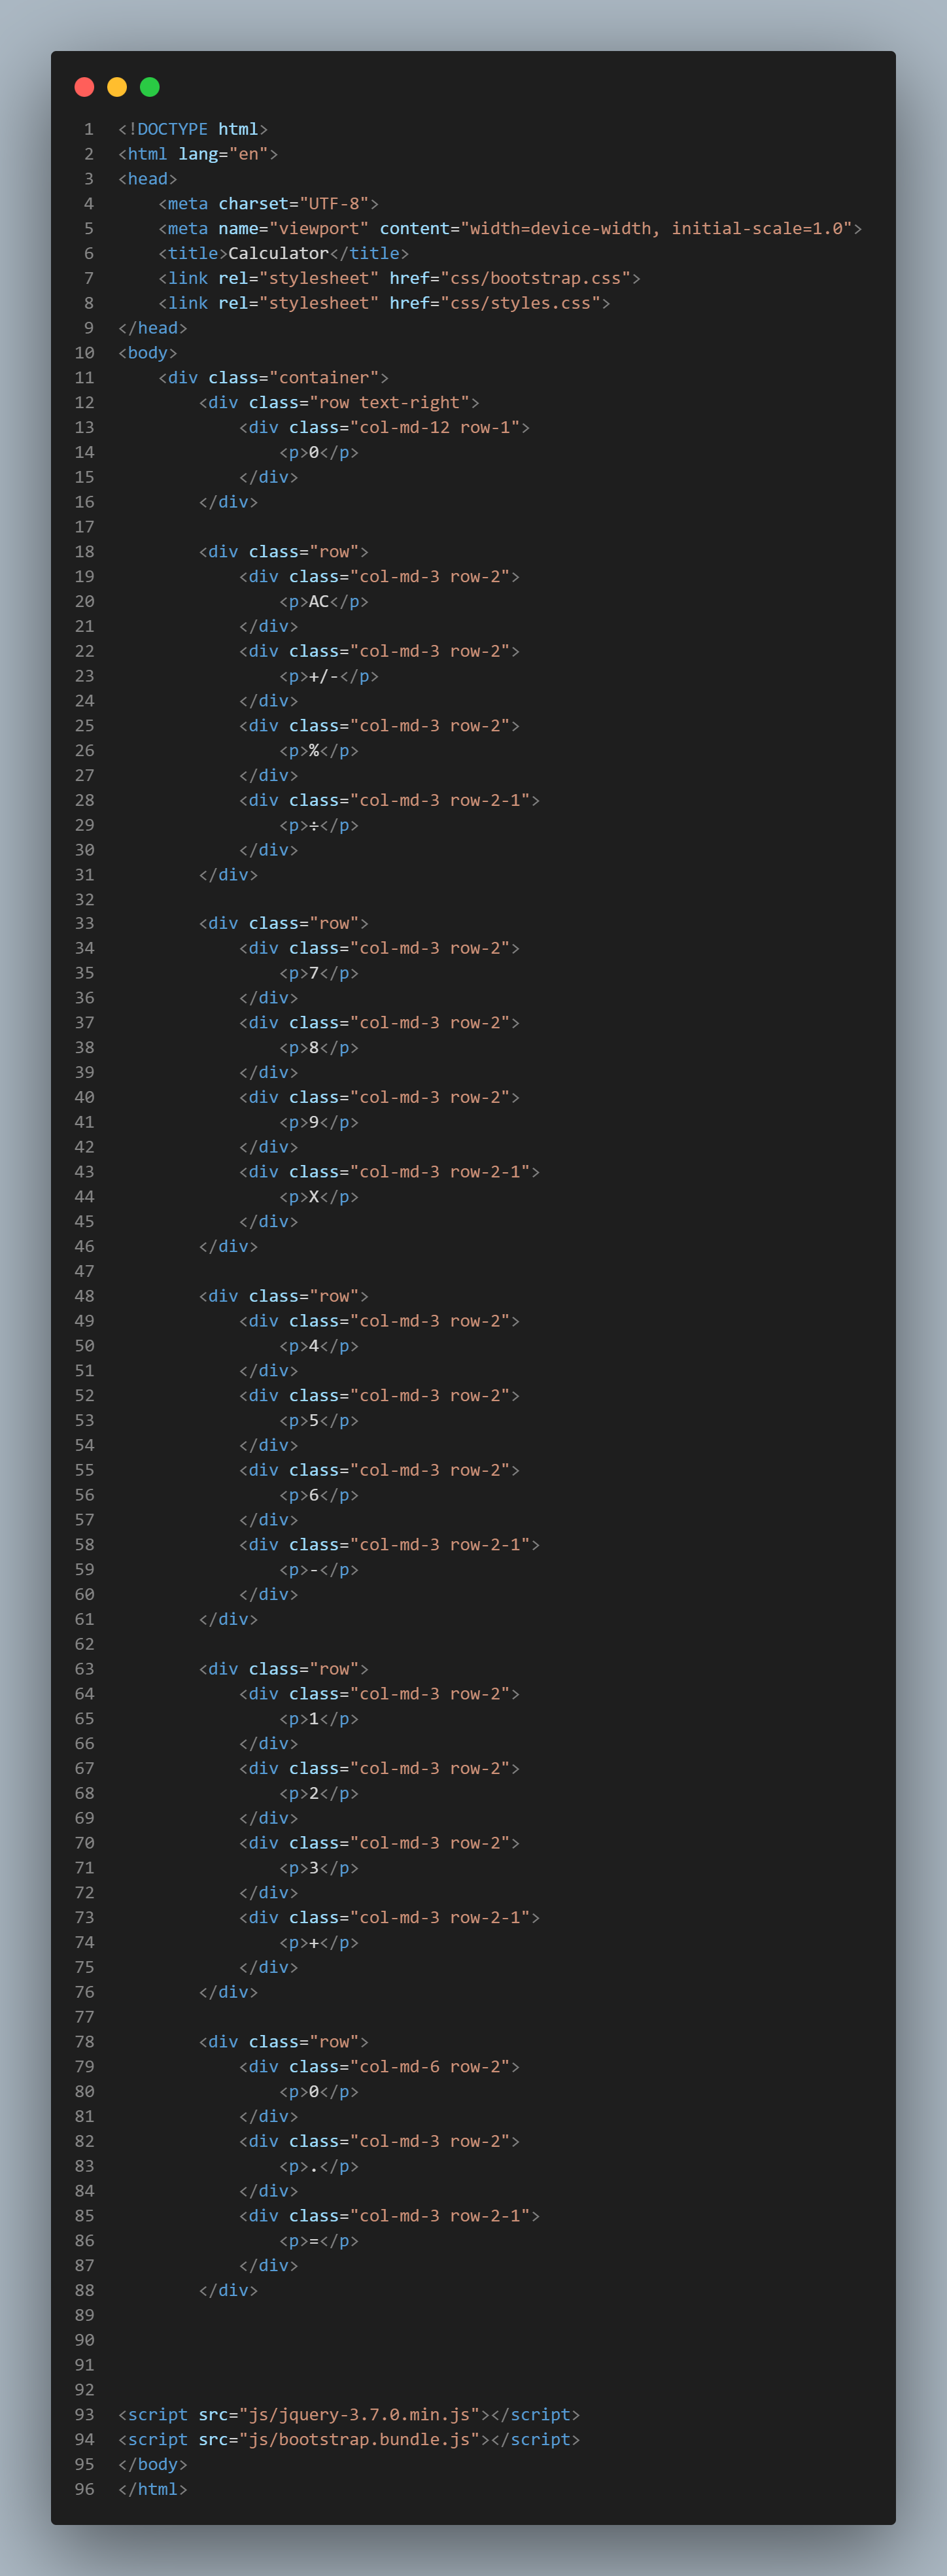 1 <!DOCTYPE html>
2 <html lang="en">
3 <head>
4     <meta charset="UTF-8">
5     <meta name="viewport" content="width=device-width, initial-scale=1.0">
6     <title>Calculator</title>
7     <link rel="stylesheet" href="css/bootstrap.css">
8     <link rel="stylesheet" href="css/styles.css">
9 </head>
10 <body>
11     <div class="container">
12         <div class="row text-right">
13             <div class="col-md-12 row-1">
14                 <p>0</p>
15             </div>
16         </div>
17
18         <div class="row">
19             <div class="col-md-3 row-2">
20                 <p>AC</p>
21             </div>
22             <div class="col-md-3 row-2">
23                 <p>+/-</p>
24             </div>
25             <div class="col-md-3 row-2">
26                 <p>%</p>
27             </div>
28             <div class="col-md-3 row-2-1">
29                 <p>÷</p>
30             </div>
31         </div>
32
33         <div class="row">
34             <div class="col-md-3 row-2">
35                 <p>7</p>
36             </div>
37             <div class="col-md-3 row-2">
38                 <p>8</p>
39             </div>
40             <div class="col-md-3 row-2">
41                 <p>9</p>
42             </div>
43             <div class="col-md-3 row-2-1">
44                 <p>X</p>
45             </div>
46         </div>
47
48         <div class="row">
49             <div class="col-md-3 row-2">
50                 <p>4</p>
51             </div>
52             <div class="col-md-3 row-2">
53                 <p>5</p>
54             </div>
55             <div class="col-md-3 row-2">
56                 <p>6</p>
57             </div>
58             <div class="col-md-3 row-2-1">
59                 <p>-</p>
60             </div>
61         </div>
62
63         <div class="row">
64             <div class="col-md-3 row-2">
65                 <p>1</p>
66             </div>
67             <div class="col-md-3 row-2">
68                 <p>2</p>
69             </div>
70             <div class="col-md-3 row-2">
71                 <p>3</p>
72             </div>
73             <div class="col-md-3 row-2-1">
74                 <p>+</p>
75             </div>
76         </div>
77
78         <div class="row">
79             <div class="col-md-6 row-2">
80                 <p>0</p>
81             </div>
82             <div class="col-md-3 row-2">
83                 <p>.</p>
84             </div>
85             <div class="col-md-3 row-2-1">
86                 <p>=</p>
87             </div>
88         </div>
89
90
91
92
93 <script src="js/jquery-3.7.0.min.js"></script>
94 <script src="js/bootstrap.bundle.js"></script>
95 </body>
96 </html>